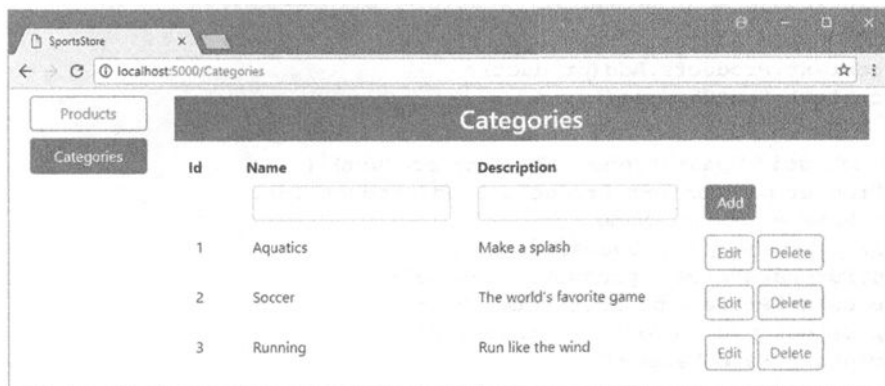 SportsStore
localhost:5000/Categories
Products
Categories
Categories
Id Name Description
Add
1 Aquatics Make a splash Edit Delete
2 Soccer The world's favorite game Edit Delete
3 Running Run like the wind Edit Delete